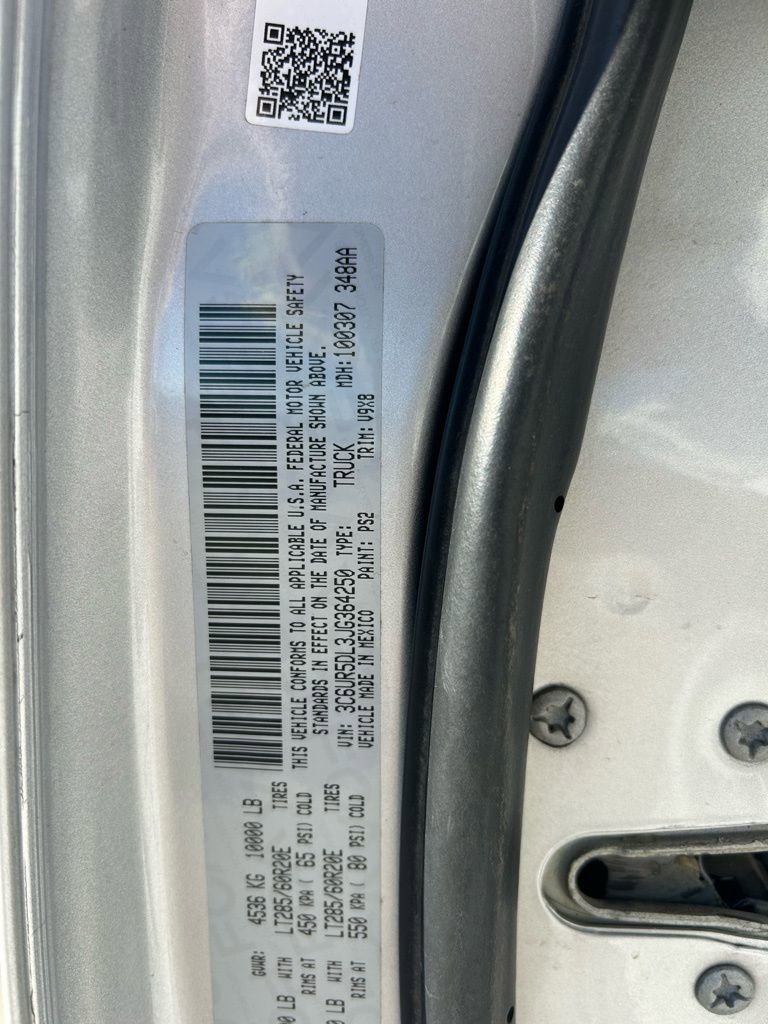 GVWR: 4536 KG 10000 LB
LB WITH LT285/60R20E TIRES
RIMS AT 450 KPA ( 65 PSI) COLD
LB WITH LT285/60R20E TIRES
RIMS AT 550 KPA ( 80 PSI) COLD
THIS VEHICLE CONFORMS TO ALL APPLICABLE U.S.A. FEDERAL MOTOR VEHICLE SAFETY
STANDARDS IN EFFECT ON THE DATE OF MANUFACTURE SHOWN ABOVE.
VIN: 3C6UR5DL3JG364250 TYPE: TRUCK MDH:100307 348AA
VEHICLE MADE IN MEXICO PAINT: PS2 TRIM: V9X8